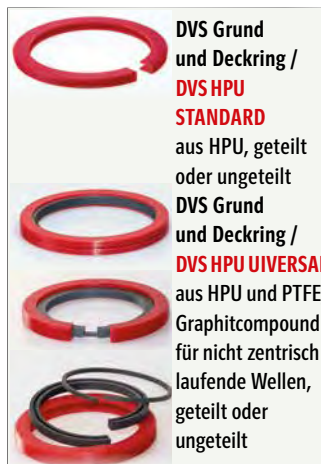 DVS Grund
und Deckring /
DVS HPU
STANDARD
aus HPU, geteilt
oder ungeteilt
DVS Grund
und Deckring /
DVS HPU UIVERSAL
aus HPU und PTFE
Graphitcompound
für nicht zentrisch
laufende Wellen,
geteilt oder
ungeteilt